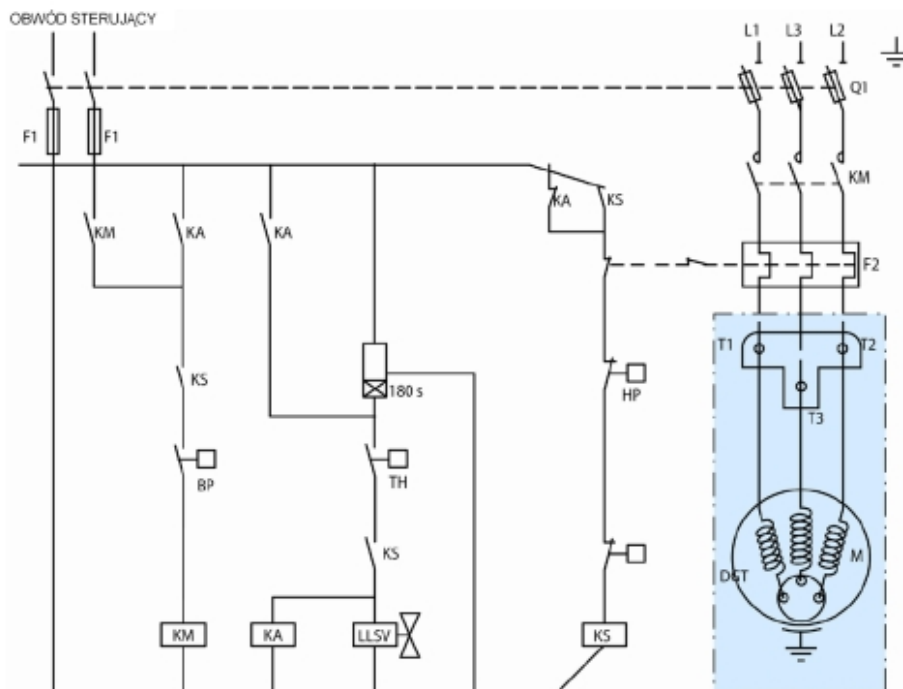 OBWÓD STERUJĄCY
L1 L3 L2
Q1
F1 F1
KM
KA KS
KM KA KA
F2
T1 T2
KS 180 s HP
T3
BP TH
KS
DGT M
KM KA LLSV KS